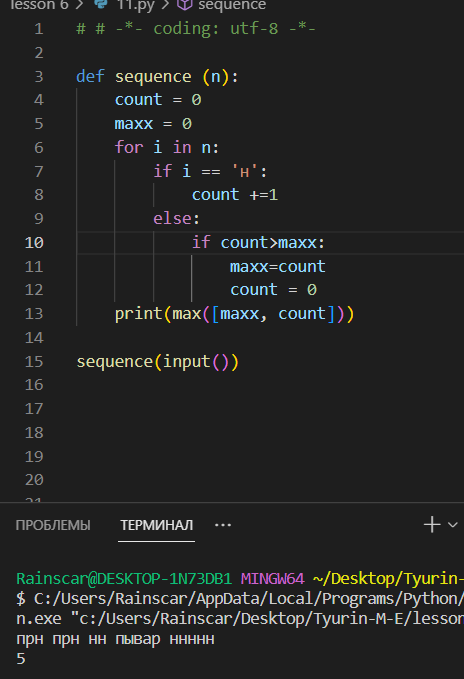 lesson 6 > 11.py > sequence
1 # # -*- coding: utf-8 -*-
2
3 def sequence (n):
4     count = 0
5     maxx = 0
6     for i in n:
7         if i == 'н':
8             count +=1
9         else:
10             if count>maxx:
11                 maxx=count
12                 count = 0
13     print(max([maxx, count]))
14
15 sequence(input())
16
17
18
19
20
21
ПРОБЛЕМЫ ТЕРМИНАЛ ...
Rainscar@DESKTOP-1N73DB1 MINGW64 ~/Desktop/Tyurin-
$ C:/Users/Rainscar/AppData/Local/Programs/Python/
n.exe "c:/Users/Rainscar/Desktop/Tyurin-M-E/lesson
прн прн нн пывар ннннн
5